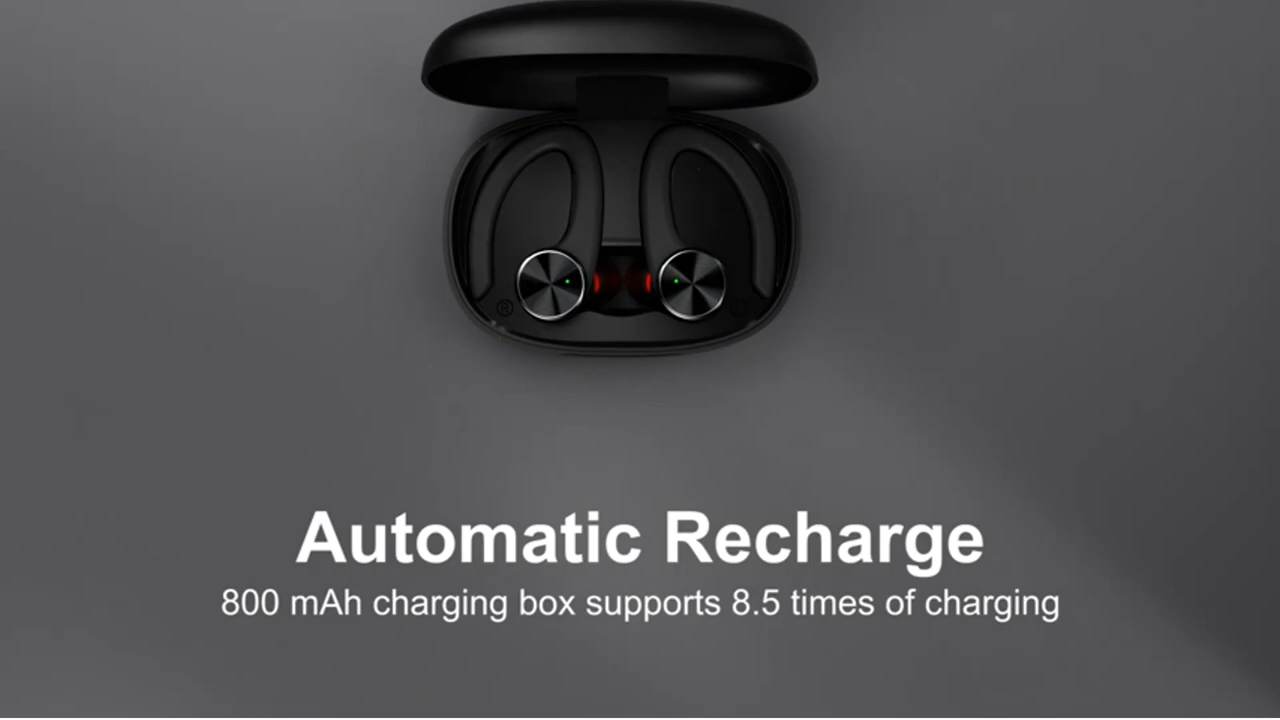 Automatic Recharge
800 mAh charging box supports 8.5 times of charging
R